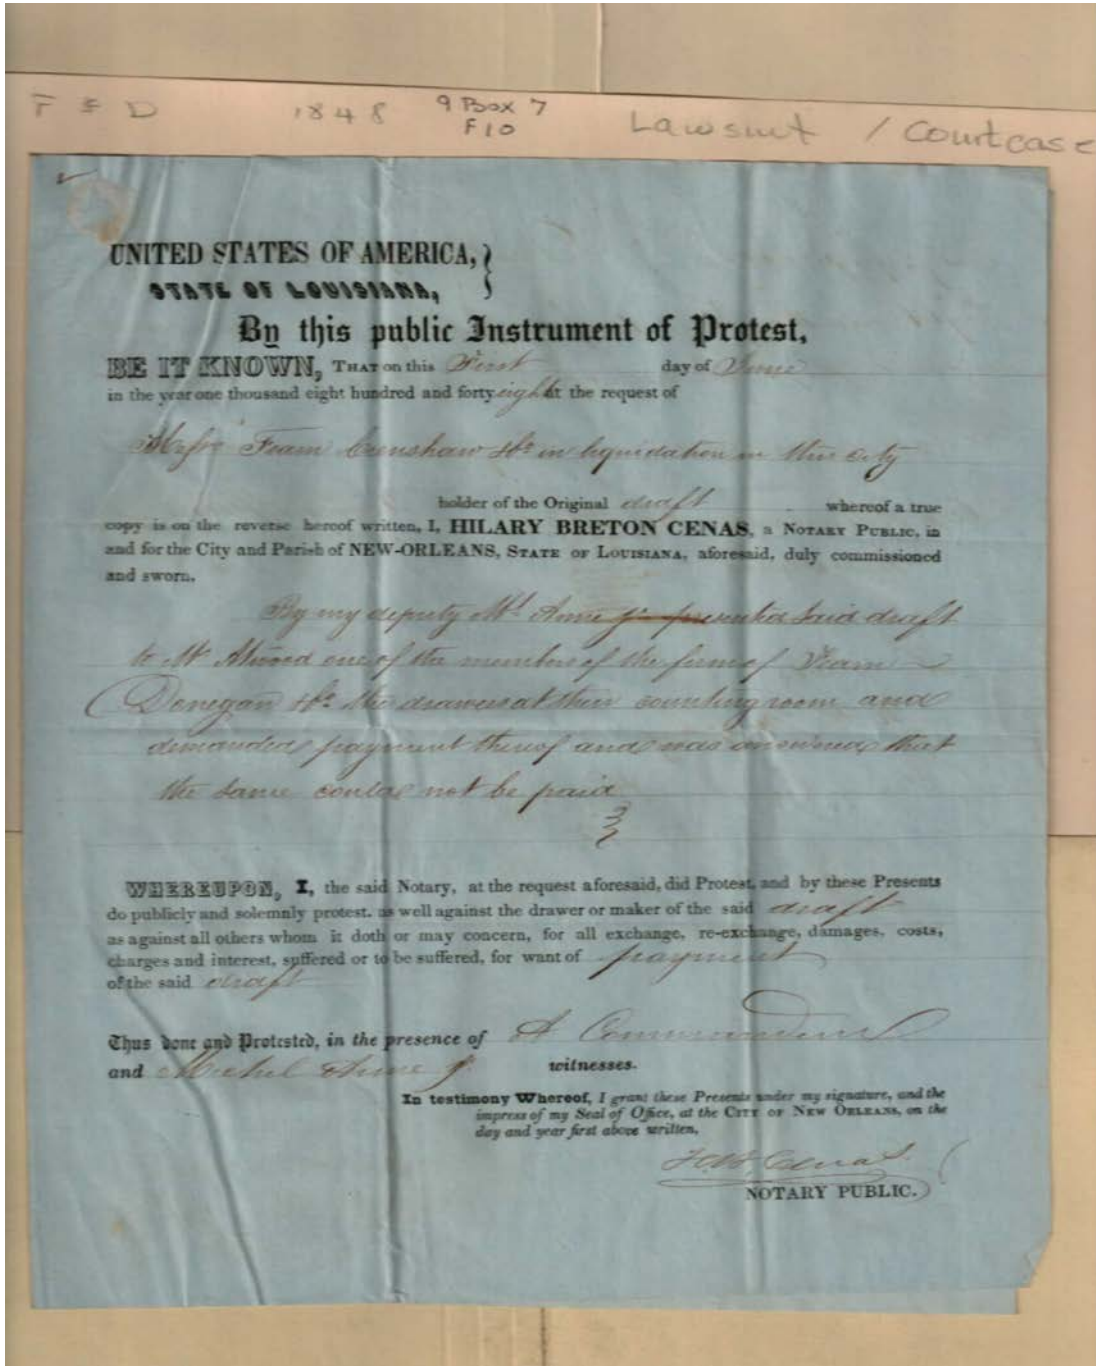 F & D 1848 9 Box 7 Lawsuit / Courtcase
F10
UNITED STATES OF AMERICA,
STATE OF LOUISIANA,
By this public Instrument of Protest,
BE IT KNOWN, THAT on this First day of June
in the year one thousand eight hundred and forty eight at the request of
Messrs Fearn Crenshaw & Co in liquidation in this city
holder of the Original draft whereof a true
copy is on the reverse hereof written, I, HILARY BRETON CENAS, a NOTARY PUBLIC, in
and for the City and Parish of NEW-ORLEANS, STATE OF LOUISIANA, aforesaid, duly commissioned
and sworn,
By my deputy Ml Aime presented said draft
to Mr Atwood one of the members of the firm of Fearn
Donegan & Co the drawers at their counting room and
demanded payment thereof and was answered that
the same could not be paid
WHEREUPON, I, the said Notary, at the request aforesaid, did Protest, and by these Presents
do publicly and solemnly protest. as well against the drawer or maker of the said draft
as against all others whom it doth or may concern, for all exchange, re-exchange, damages, costs,
charges and interest, suffered or to be suffered, for want of payment
of the said draft
Thus done and Protested, in the presence of A Commandeur
and Michel Aime Jr witnesses.
In testimony Whereof, I grant these Presents under my signature, and the
impress of my Seal of Office, at the CITY OF NEW ORLEANS, on the
day and year first above written.
H.B. Cenas
NOTARY PUBLIC.